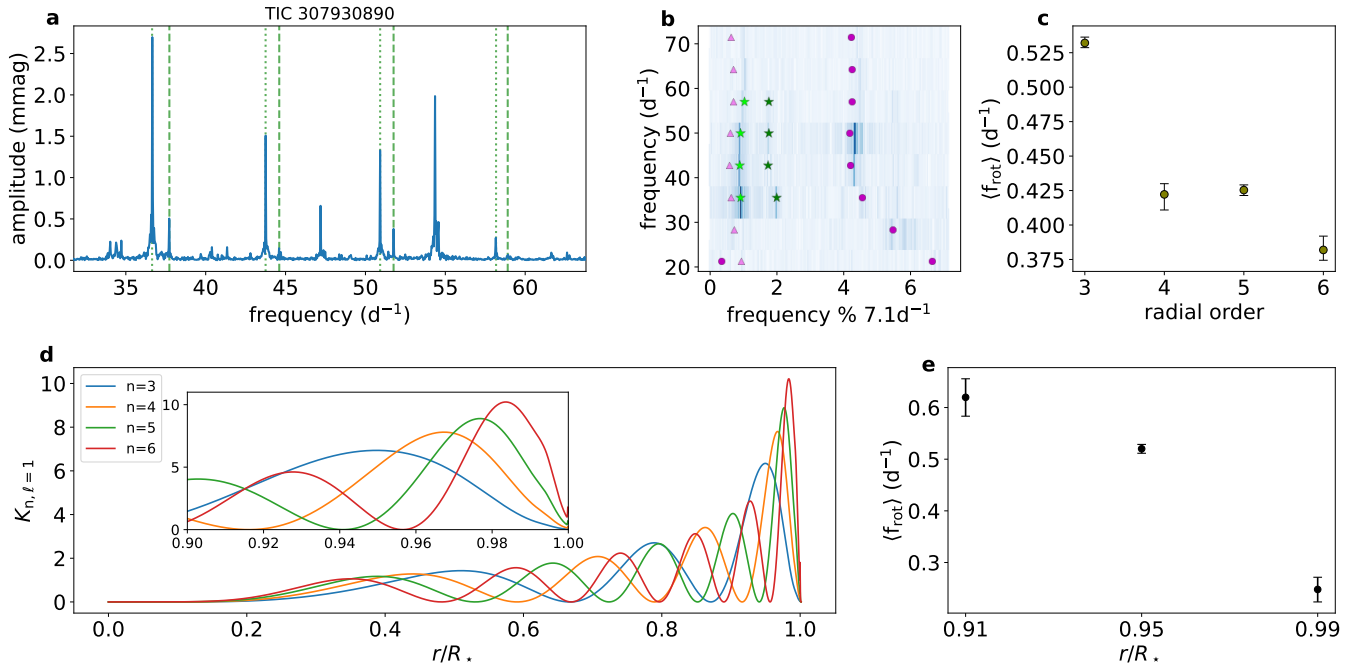 a
TIC 307930890
amplitude (mmag)
2.5
2.0
1.5
1.0
0.5
0.0
35 40 45 50 55 60
frequency (d⁻¹)
b
frequency (d⁻¹)
70
60
50
40
30
20
0 2 4 6
frequency % 7.1d⁻¹
c
⟨f_rot⟩ (d⁻¹)
0.525
0.500
0.475
0.450
0.425
0.400
0.375
3 4 5 6
radial order
d
K_{n,ℓ=1}
10
8
6
4
2
0
n=3
n=4
n=5
n=6
10
5
0
0.90 0.92 0.94 0.96 0.98 1.00
0.0 0.2 0.4 0.6 0.8 1.0
r/R⋆
e
⟨f_rot⟩ (d⁻¹)
0.6
0.5
0.4
0.3
0.91 0.95 0.99
r/R⋆